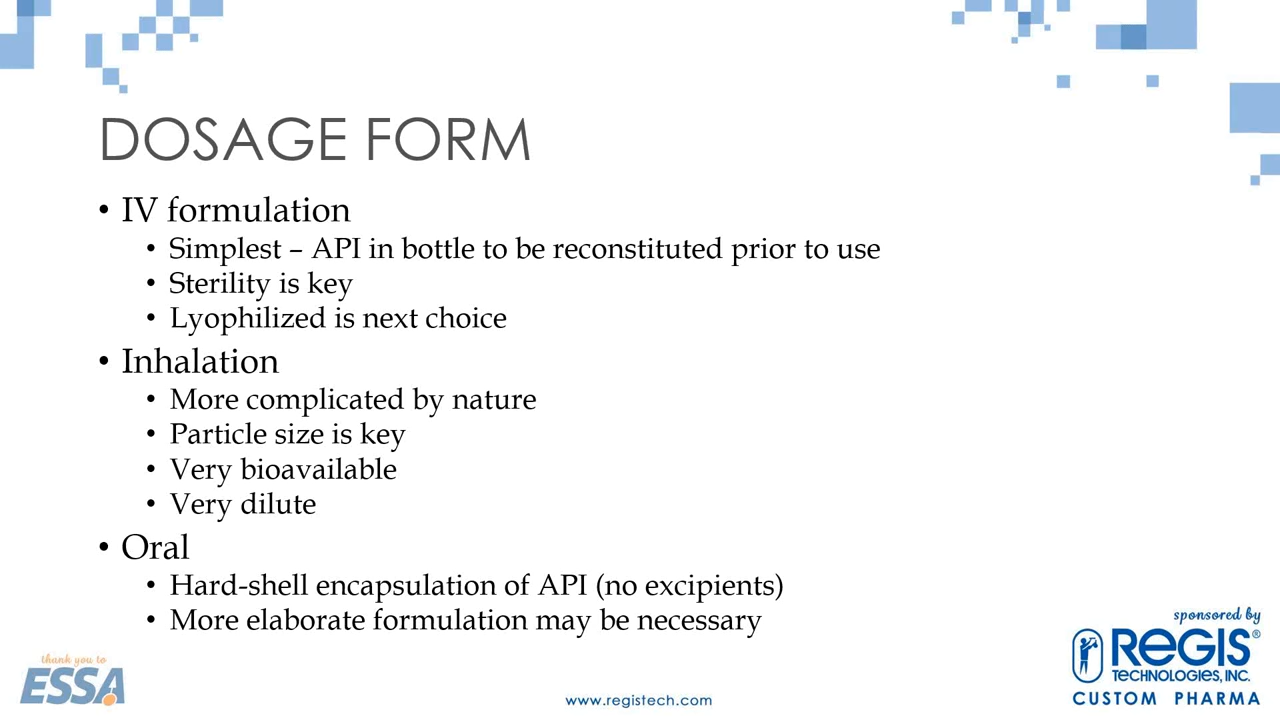 DOSAGE FORM
• IV formulation
• Simplest – API in bottle to be reconstituted prior to use
• Sterility is key
• Lyophilized is next choice
• Inhalation
• More complicated by nature
• Particle size is key
• Very bioavailable
• Very dilute
• Oral
• Hard-shell encapsulation of API (no excipients)
• More elaborate formulation may be necessary
thank you to
ESSA
www.registech.com
sponsored by
REGIS®
TECHNOLOGIES, INC.
CUSTOM PHARMA